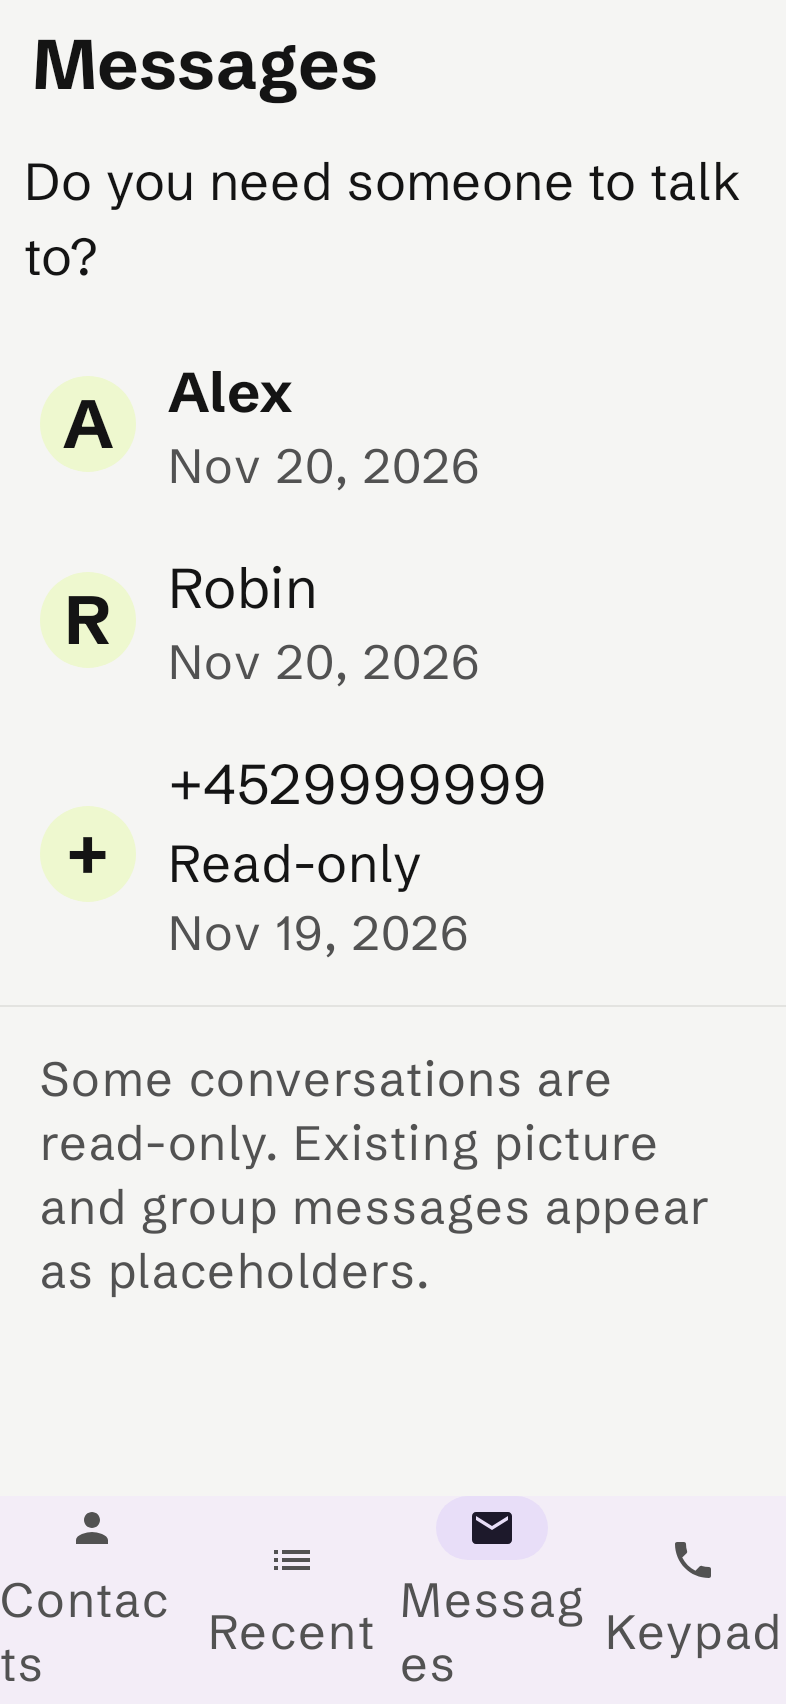 Messages
Do you need someone to talk
to?
A
Alex
Nov 20, 2026
R
Robin
Nov 20, 2026
+
+4529999999
Read-only
Nov 19, 2026
Some conversations are
read-only. Existing picture
and group messages appear
as placeholders.
Contac
ts
Recent
Messag
es
Keypad